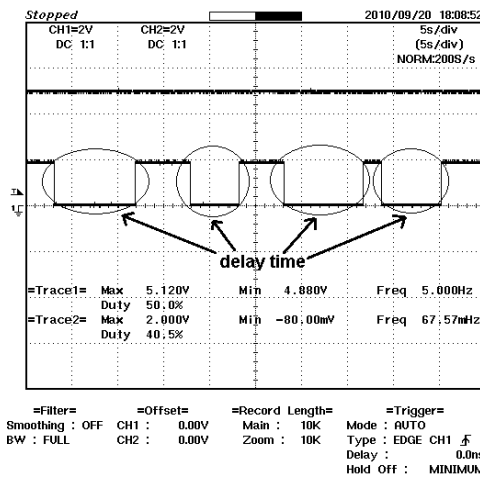 Stopped 2010/09/20 18:08:52
CH1=2V CH2=2V 5s/div
DC 1:1 DC 1:1 (5s/div)
NORM:200S/s
delay time
=Trace1= Max 5.120V Min 4.880V Freq 5.000Hz
Duty 50.0%
=Trace2= Max 2.000V Min -80.00mV Freq 67.57mHz
Duty 40.5%
=Filter= =Offset= =Record Length= =Trigger=
Smoothing : OFF CH1 : 0.00V Main : 10K Mode : AUTO
BW : FULL CH2 : 0.00V Zoom : 10K Type : EDGE CH1
Delay : 0.0ns
Hold Off : MINIMUM